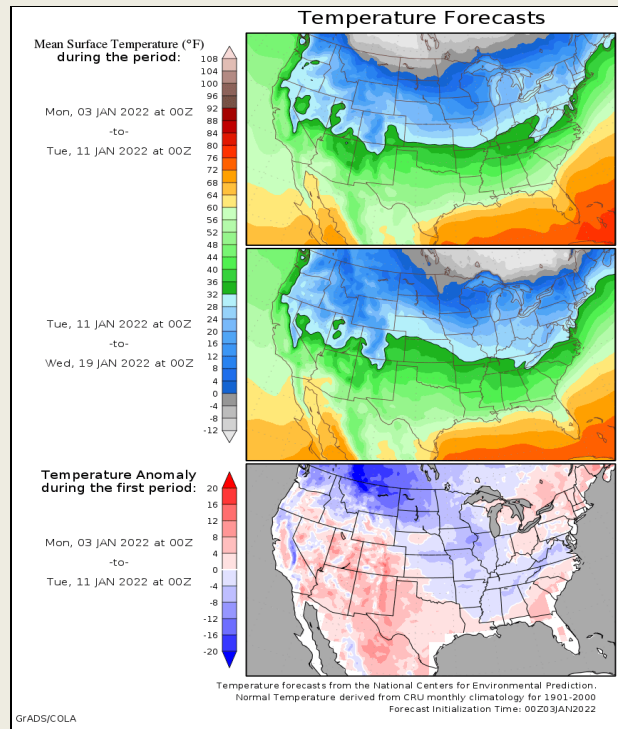 Temperature Forecasts
Mean Surface Temperature (°F)
during the period:
Mon, 03 JAN 2022 at 00Z
-to-
Tue, 11 JAN 2022 at 00Z
108
104
100
96
92
88
84
80
76
72
68
64
60
56
52
48
44
40
36
32
28
24
20
16
12
8
4
0
-4
-8
-12
Tue, 11 JAN 2022 at 00Z
-to-
Wed, 19 JAN 2022 at 00Z
Temperature Anomaly
during the first period:
Mon, 03 JAN 2022 at 00Z
-to-
Tue, 11 JAN 2022 at 00Z
20
16
12
8
4
0
-4
-8
-12
-16
-20
Temperature forecasts from the National Centers for Environmental Prediction.
Normal Temperature derived from CRU monthly climatology for 1901-2000
Forecast Initialization Time: 00Z03JAN2022
GrADS/COLA